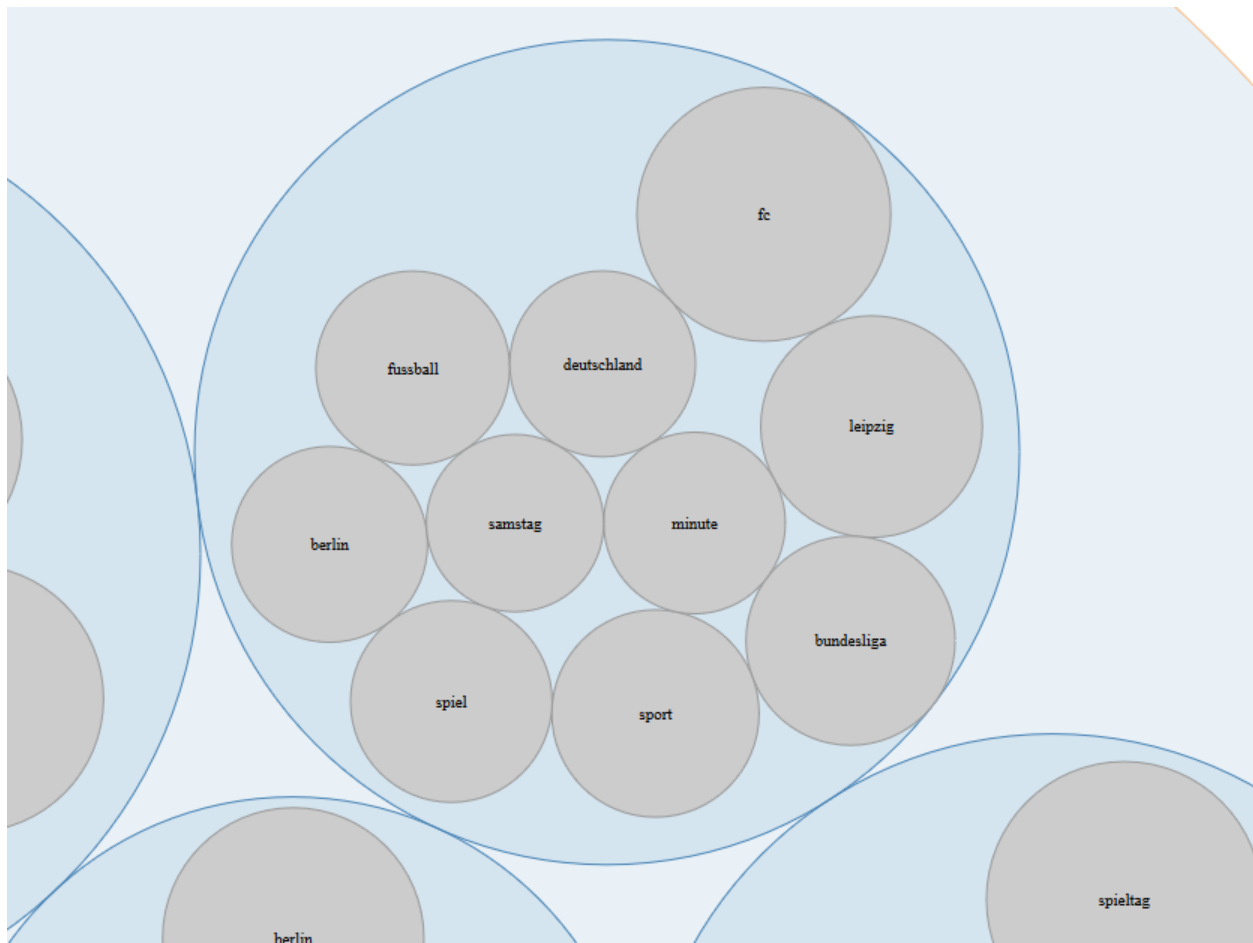 fc
fussball
deutschland
leipzig
berlin
samstag
minute
bundesliga
spiel
sport
spieltag
berlin